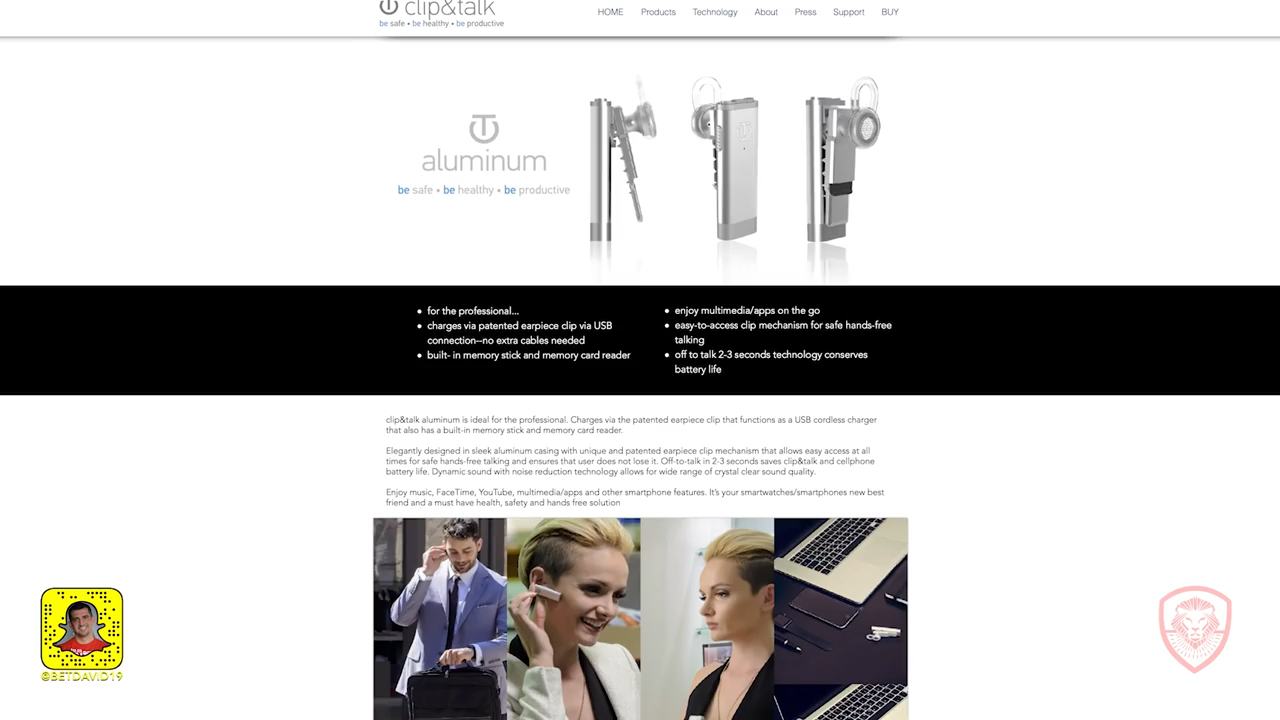 clip&talk
be safe • be healthy • be productive
HOME Products Technology About Press Support BUY
aluminum
be safe • be healthy • be productive
• for the professional...
• charges via patented earpiece clip via USB
connection--no extra cables needed
• built- in memory stick and memory card reader
• enjoy multimedia/apps on the go
• easy-to-access clip mechanism for safe hands-free
talking
• off to talk 2-3 seconds technology conserves
battery life
clip&talk aluminum is ideal for the professional. Charges via the patented earpiece clip that functions as a USB cordless charger
that also has a built-in memory stick and memory card reader.
Elegantly designed in sleek aluminum casing with unique and patented earpiece clip mechanism that allows easy access at all
times for safe hands-free talking and ensures that user does not lose it. Off-to-talk in 2-3 seconds saves clip&talk and cellphone
battery life. Dynamic sound with noise reduction technology allows for wide range of crystal clear sound quality.
Enjoy music, FaceTime, YouTube, multimedia/apps and other smartphone features. It's your smartwatches/smartphones new best
friend and a must have health, safety and hands free solution
@BETDAVID19